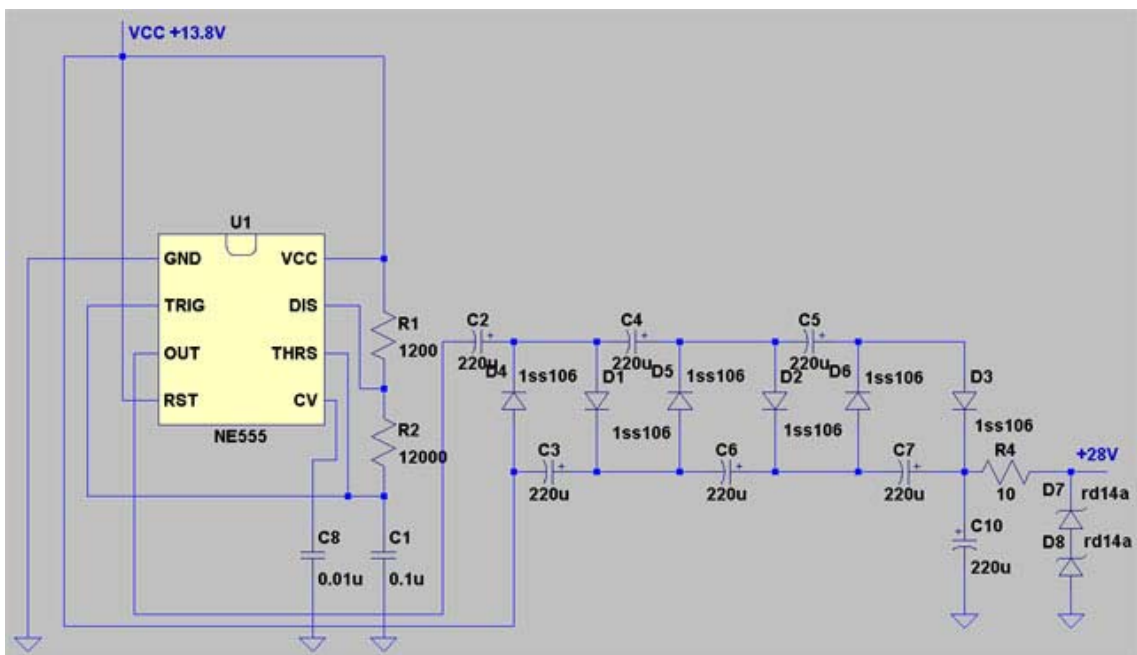 VCC +13.8V
U1
GND VCC
TRIG DIS
OUT THRS
RST CV
NE555
R1
1200
R2
12000
C8
0.01u
C1
0.1u
C2
220u
C4
220u
C5
220u
D4
1ss106
D1
1ss106
D5
1ss106
D2
1ss106
D6
1ss106
D3
1ss106
C3
220u
C6
220u
C7
220u
R4
10
+28V
D7
rd14a
D8
rd14a
C10
220u